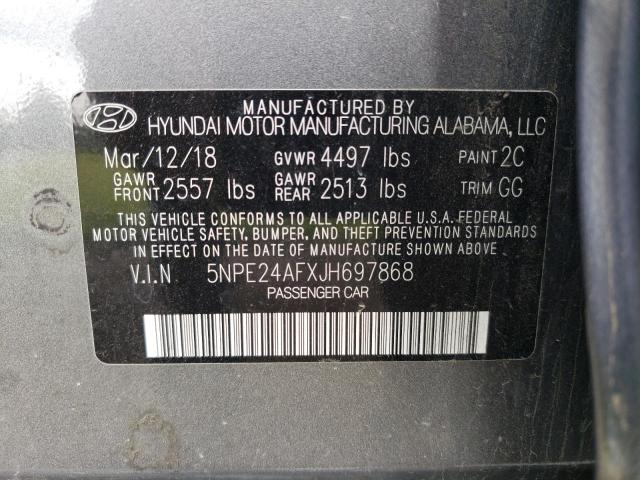 MANUFACTURED BY
HYUNDAI MOTOR MANUFACTURING ALABAMA, LLC
Mar/12/18 GVWR 4497 lbs PAINT 2C
GAWR FRONT 2557 lbs GAWR REAR 2513 lbs TRIM GG
THIS VEHICLE CONFORMS TO ALL APPLICABLE U.S.A. FEDERAL
MOTOR VEHICLE SAFETY, BUMPER, AND THEFT PREVENTION STANDARDS
IN EFFECT ON THE DATE OF MANUFACTURE SHOWN ABOVE.
V.I.N 5NPE24AFXJH697868
PASSENGER CAR